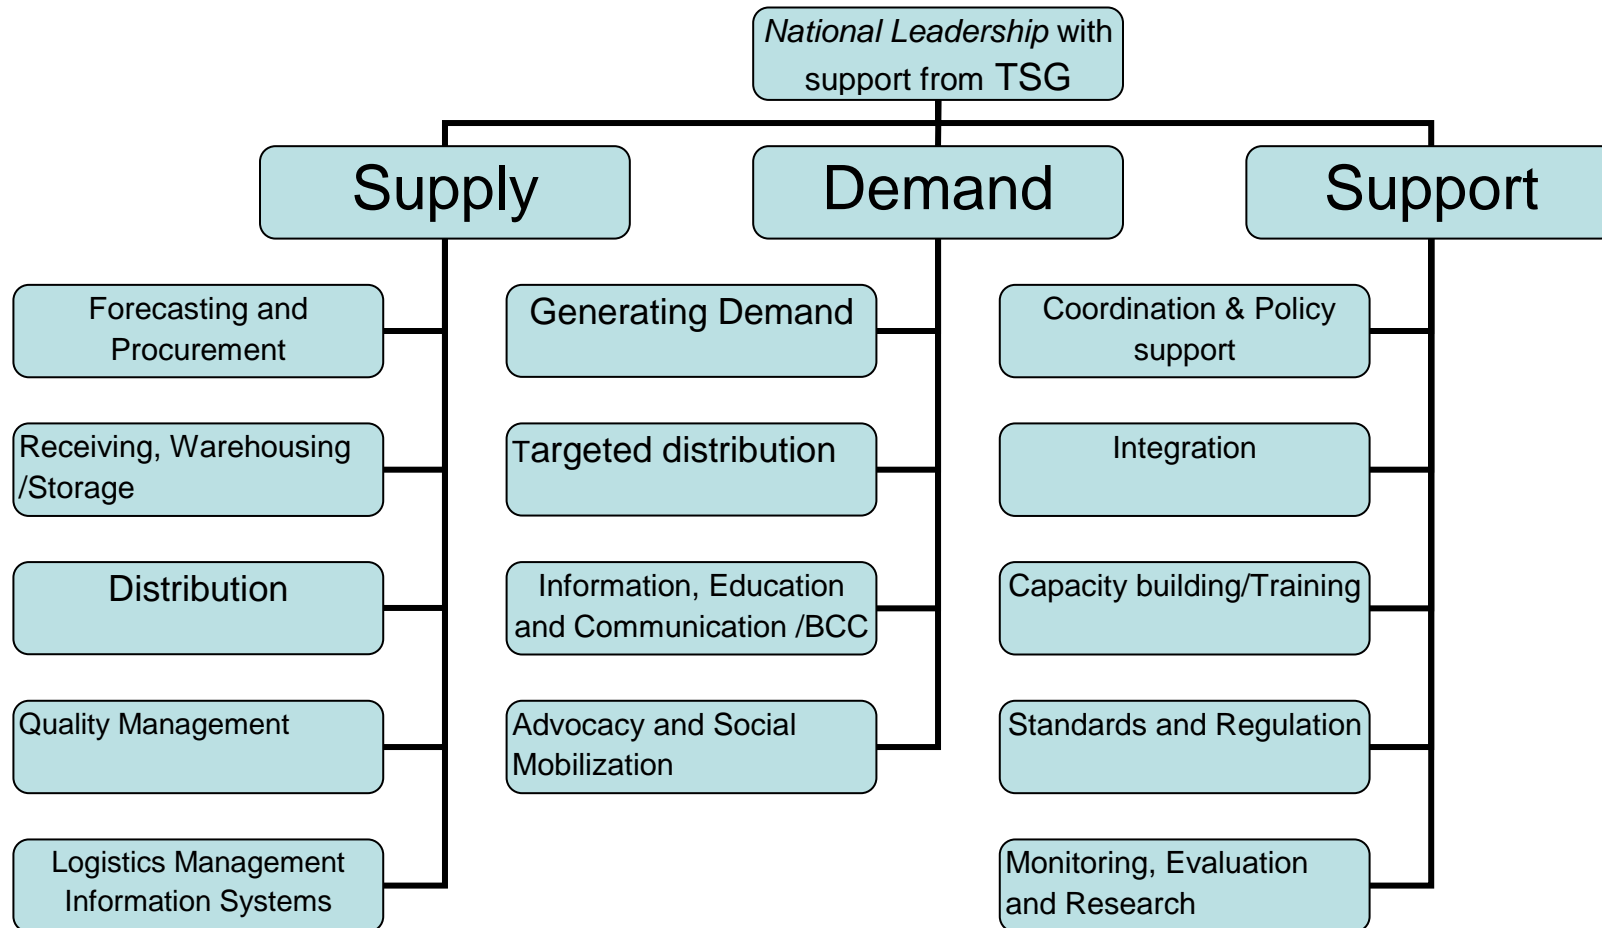 National Leadership with
support from TSG
Supply
Demand
Support
Forecasting and
Procurement
Receiving, Warehousing
/Storage
Distribution
Quality Management
Logistics Management
Information Systems
Generating Demand
Targeted distribution
Information, Education
and Communication /BCC
Advocacy and Social
Mobilization
Coordination & Policy
support
Integration
Capacity building/Training
Standards and Regulation
Monitoring, Evaluation
and Research